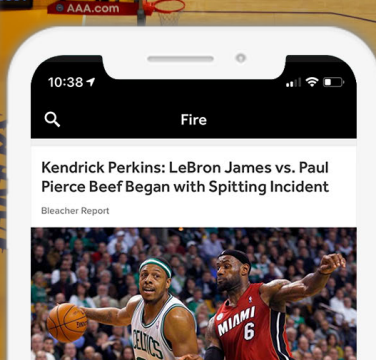 AAA.com
10:38
Fire
Kendrick Perkins: LeBron James vs. Paul
Pierce Beef Began with Spitting Incident
Bleacher Report
CELTICS
MIAMI
6